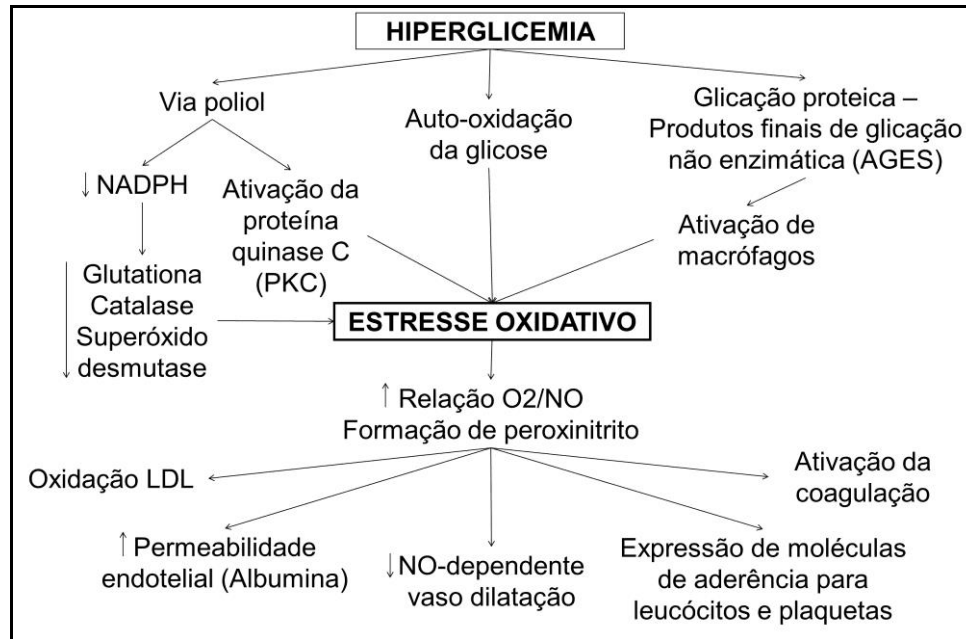 HIPERGLICEMIA
Via poliol
Auto-oxidação
da glicose
Glicação proteica –
Produtos finais de glicação
não enzimática (AGES)
↓ NADPH
Ativação da
proteína
quinase C
(PKC)
Ativação de
macrófagos
↓ Glutationa
Catalase
Superóxido
desmutase
ESTRESSE OXIDATIVO
↑ Relação O2/NO
Formação de peroxinitrito
Oxidação LDL
Ativação da
coagulação
↑ Permeabilidade
endotelial (Albumina)
↓ NO-dependente
vaso dilatação
Expressão de moléculas
de aderência para
leucócitos e plaquetas